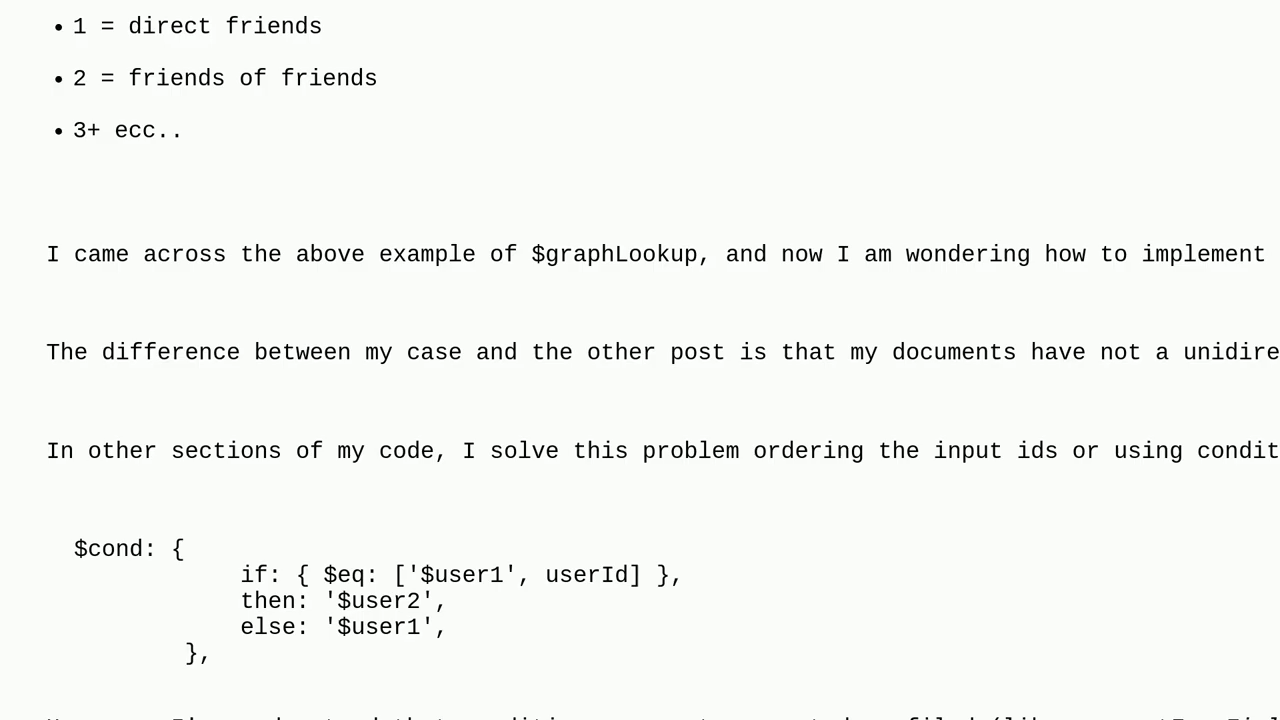 • 1 = direct friends
• 2 = friends of friends
• 3+ ecc..
I came across the above example of $graphLookup, and now I am wondering how to implement
The difference between my case and the other post is that my documents have not a unidire
In other sections of my code, I solve this problem ordering the input ids or using condit
$cond: {
if: { $eq: ['$user1', userId] },
then: '$user2',
else: '$user1',
},